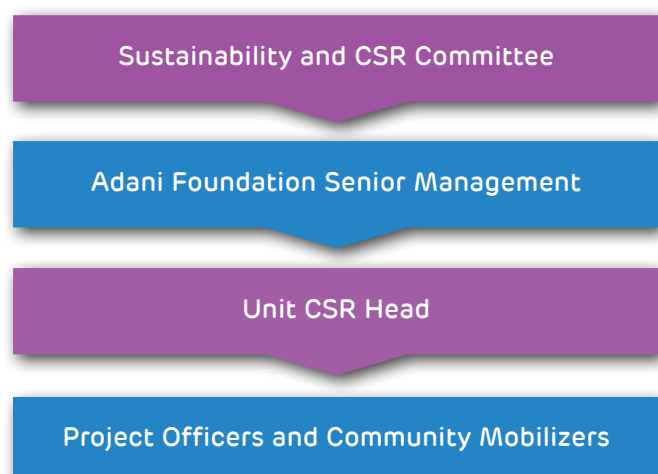 Sustainability and CSR Committee
Adani Foundation Senior Management
Unit CSR Head
Project Officers and Community Mobilizers